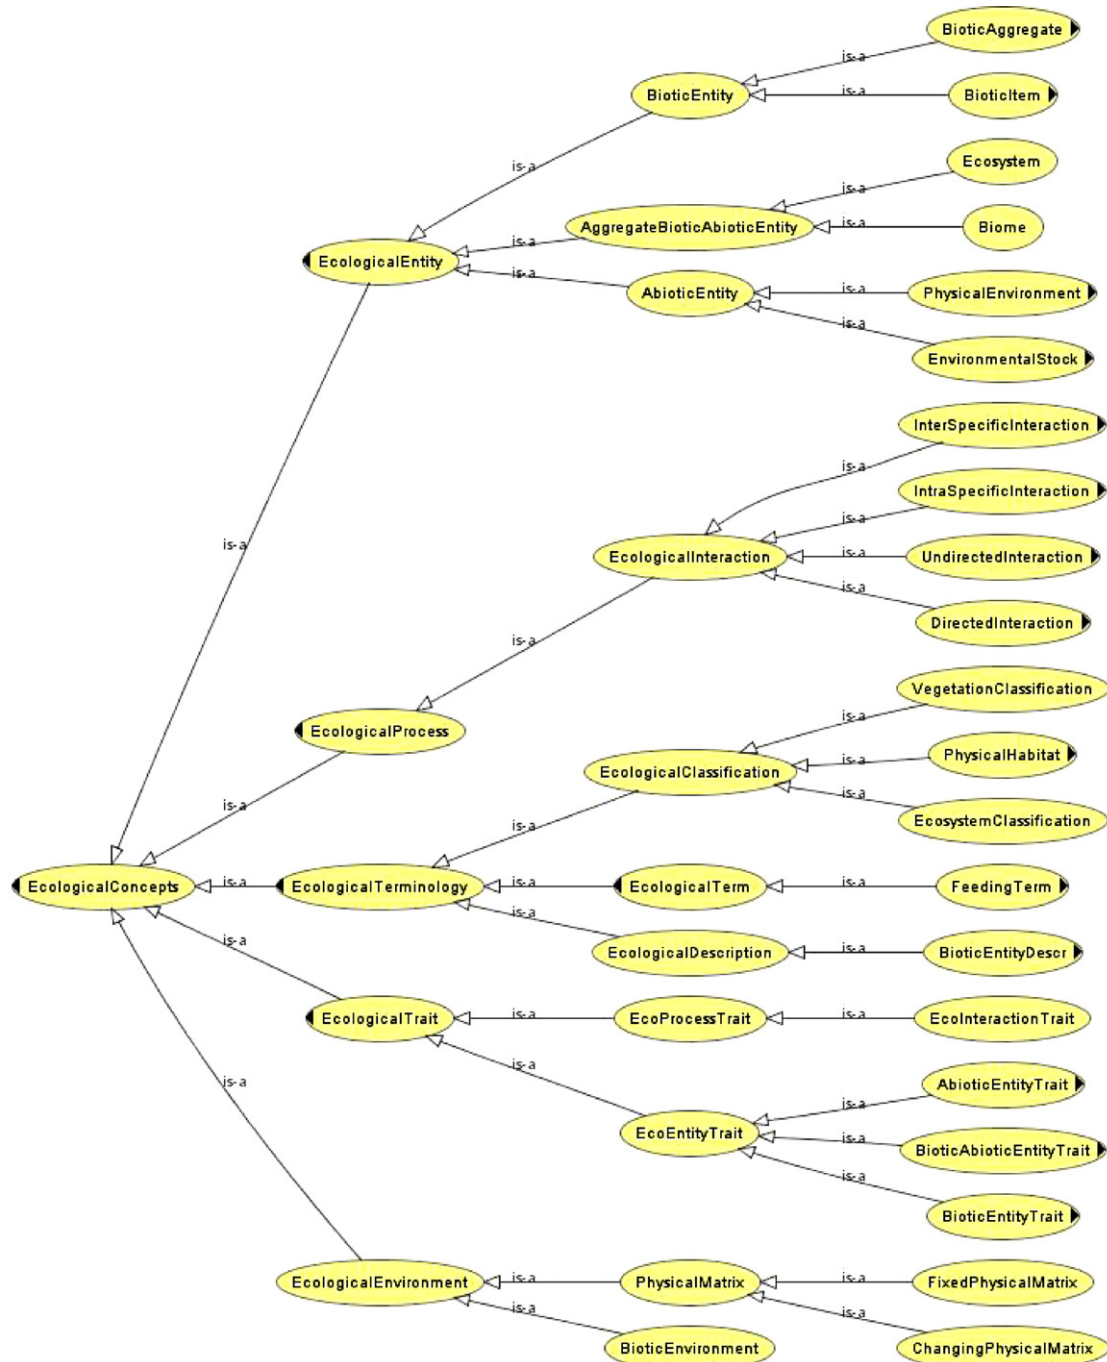 BioticAggregate
is-a
BioticEntity
is-a
BioticItem
is-a
Ecosystem
is-a
AggregateBioticAbioticEntity
is-a
Biome
is-a
EcologicalEntity
is-a
AbioticEntity
is-a
PhysicalEnvironment
is-a
EnvironmentalStock
InterSpecificInteraction
is-a
IntraSpecificInteraction
is-a
is-a
EcologicalInteraction
is-a
UndirectedInteraction
is-a
DirectedInteraction
is-a
VegetationClassification
is-a
EcologicalProcess
PhysicalHabitat
is-a
EcologicalClassification
is-a
EcosystemClassification
is-a
is-a
EcologicalConcepts
is-a
EcologicalTerminology
is-a
EcologicalTerm
is-a
FeedingTerm
is-a
is-a
EcologicalDescription
is-a
BioticEntityDescr
EcologicalTrait
is-a
EcoProcessTrait
is-a
EcoInteractionTrait
is-a
is-a
AbioticEntityTrait
is-a
EcoEntityTrait
is-a
BioticAbioticEntityTrait
is-a
BioticEntityTrait
EcologicalEnvironment
is-a
PhysicalMatrix
is-a
FixedPhysicalMatrix
is-a
is-a
BioticEnvironment
ChangingPhysicalMatrix